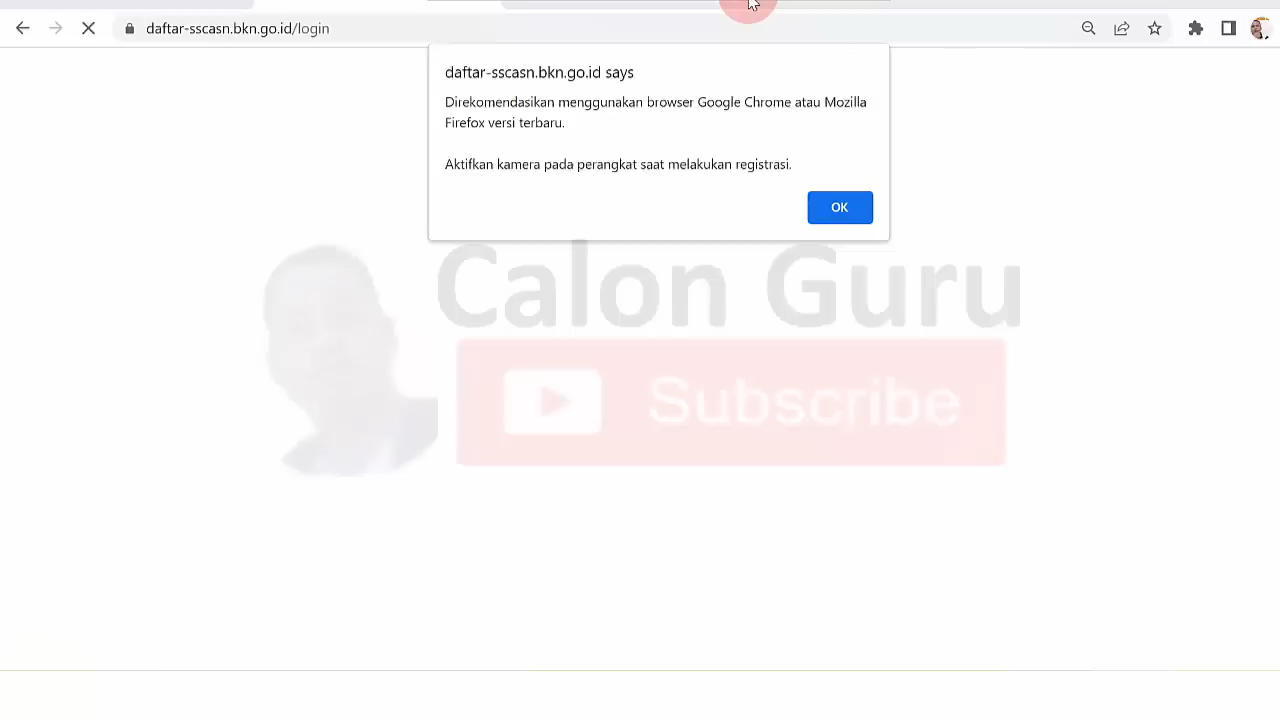 daftar-sscasn.bkn.go.id/login
daftar-sscasn.bkn.go.id says
Direkomendasikan menggunakan browser Google Chrome atau Mozilla
Firefox versi terbaru.
Aktifkan kamera pada perangkat saat melakukan registrasi.
OK
Calon Guru
Subscribe